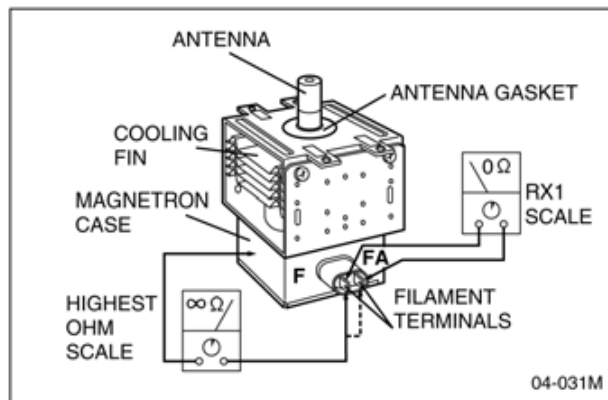 ANTENNA
ANTENNA GASKET
COOLING
FIN
MAGNETRON
CASE
0 Ω
RX1
SCALE
F
FA
HIGHEST
OHM
SCALE
∞ Ω
FILAMENT
TERMINALS
04-031M